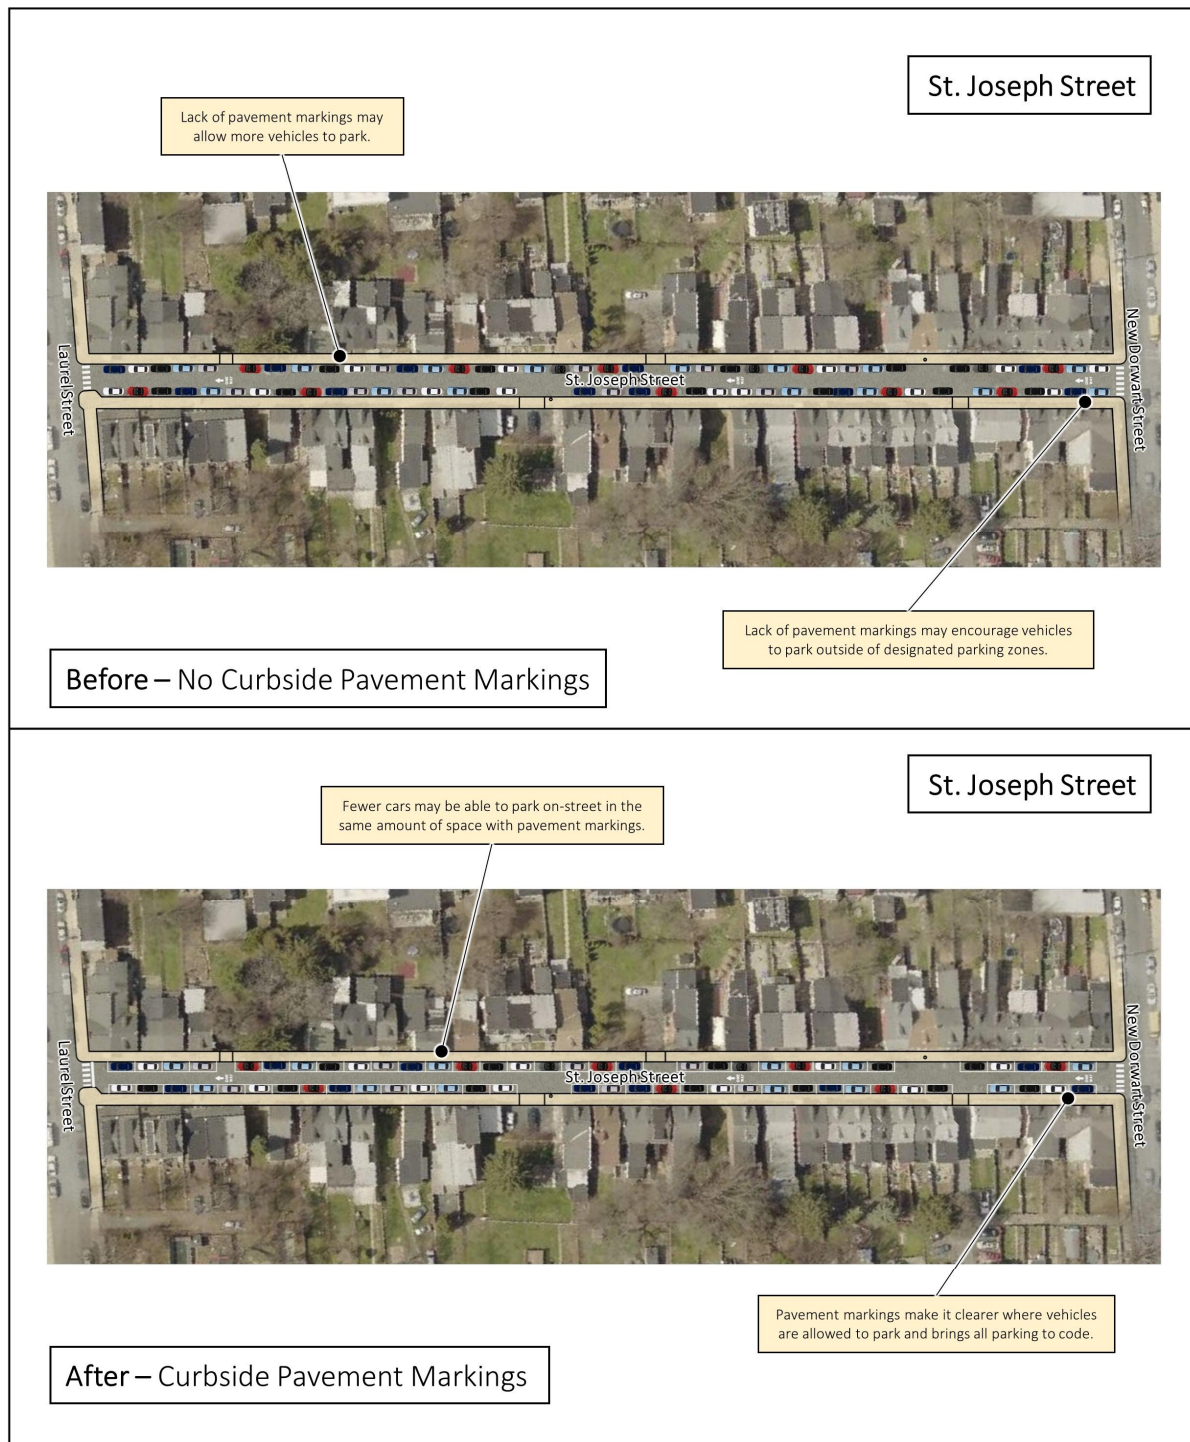 St. Joseph Street
Lack of pavement markings may
allow more vehicles to park.
Laurel Street
St. Joseph Street
New Dorwart Street
Lack of pavement markings may encourage vehicles
to park outside of designated parking zones.
Before – No Curbside Pavement Markings
St. Joseph Street
Fewer cars may be able to park on-street in the
same amount of space with pavement markings.
Laurel Street
St. Joseph Street
New Dorwart Street
Pavement markings make it clearer where vehicles
are allowed to park and brings all parking to code.
After – Curbside Pavement Markings